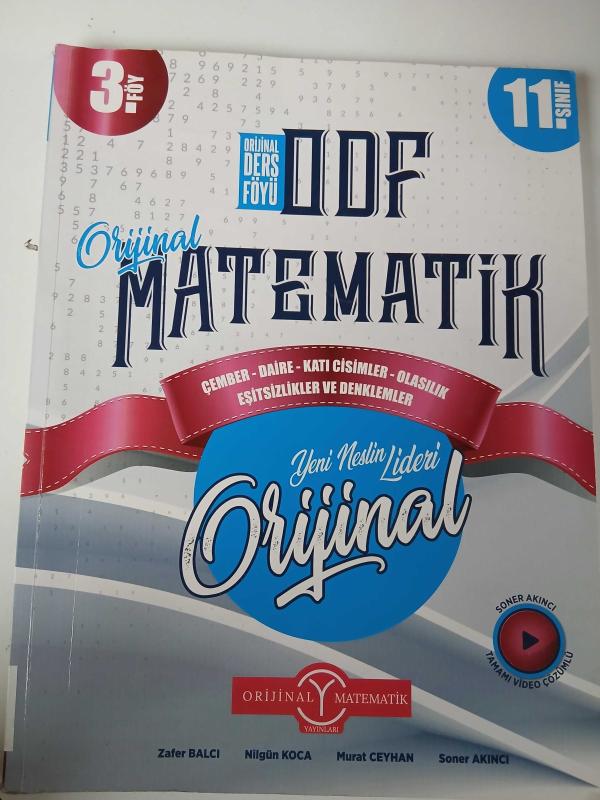 3. FÖY
11. SINIF
ORİJİNAL
DERS
FÖYÜ
ODF
Orijinal
MATEMATİK
ÇEMBER - DAİRE - KATI CİSİMLER - OLASILIK
EŞİTSİZLİKLER VE DENKLEMLER
Yeni Neslin Lideri
Orijinal
SONER AKINCI
TAMAMI VİDEO ÇÖZÜMLÜ
ORİJİNAL MATEMATİK
YAYINLARI
Zafer BALCI Nilgün KOCA Murat CEYHAN Soner AKINCI